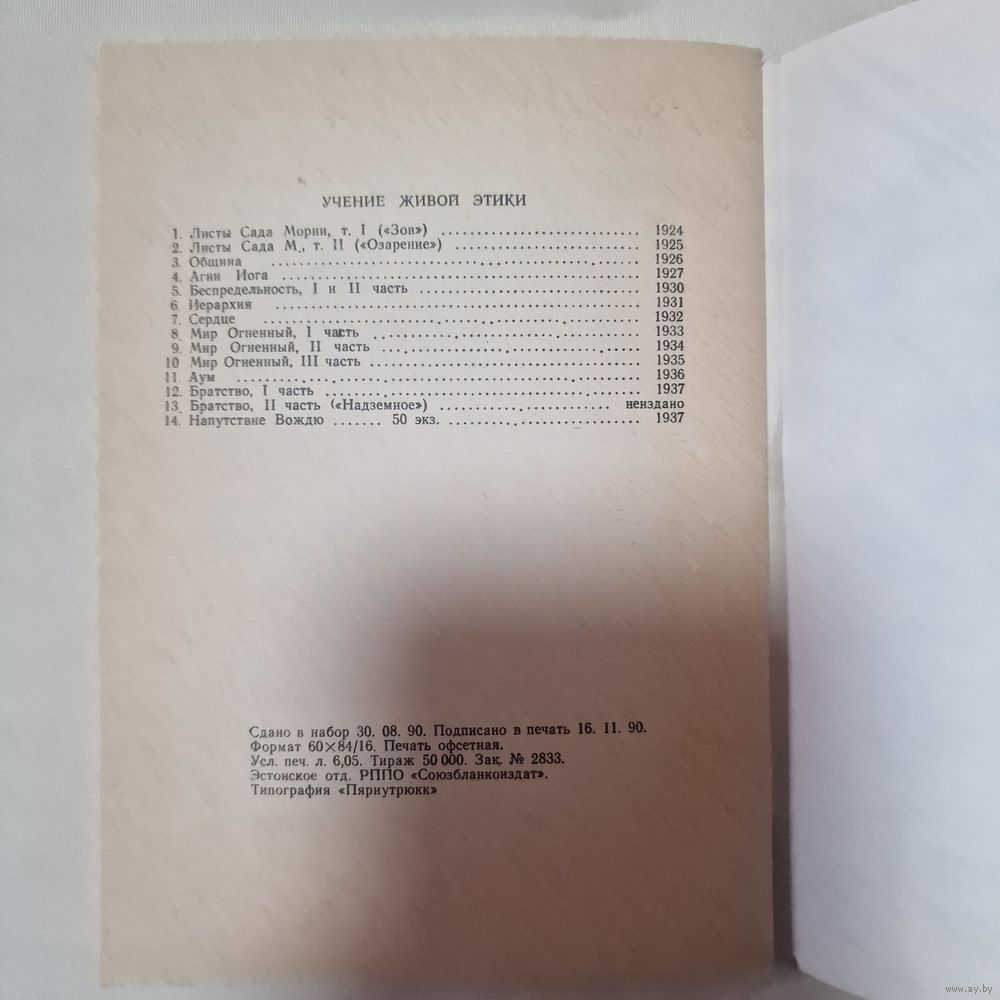 УЧЕНИЕ ЖИВОЙ ЭТИКИ
1. Листы Сада Мории, т. I («Зов») 1924
2. Листы Сада М., т. II («Озарение») 1925
3. Община 1926
4. Агни Йога 1927
5. Беспредельность, I и II часть 1930
6. Иерархия 1931
7. Сердце 1932
8. Мир Огненный, I часть 1933
9. Мир Огненный, II часть 1934
10 Мир Огненный, III часть 1935
11. Аум 1936
12. Братство, I часть 1937
13. Братство, II часть («Надземное») неиздано
14. Напутствие Вождю ....... 50 экз. 1937
Сдано в набор 30. 08. 90. Подписано в печать 16. 11. 90.
Формат 60×84/16. Печать офсетная.
Усл. печ. л. 6,05. Тираж 50 000. Зак. № 2833.
Эстонское отд. РППО «Союзбланкоиздат».
Типография «Пярнутрюкк»
www.ay.by